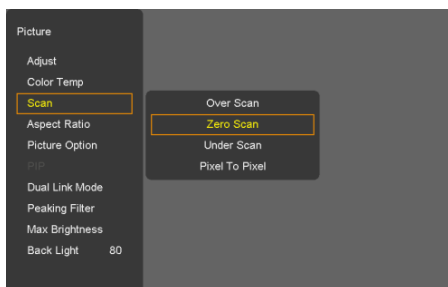 Picture
Adjust
Color Temp
Scan
Over Scan
Aspect Ratio
Zero Scan
Picture Option
Under Scan
PIP
Pixel To Pixel
Dual Link Mode
Peaking Filter
Max Brightness
Back Light 80